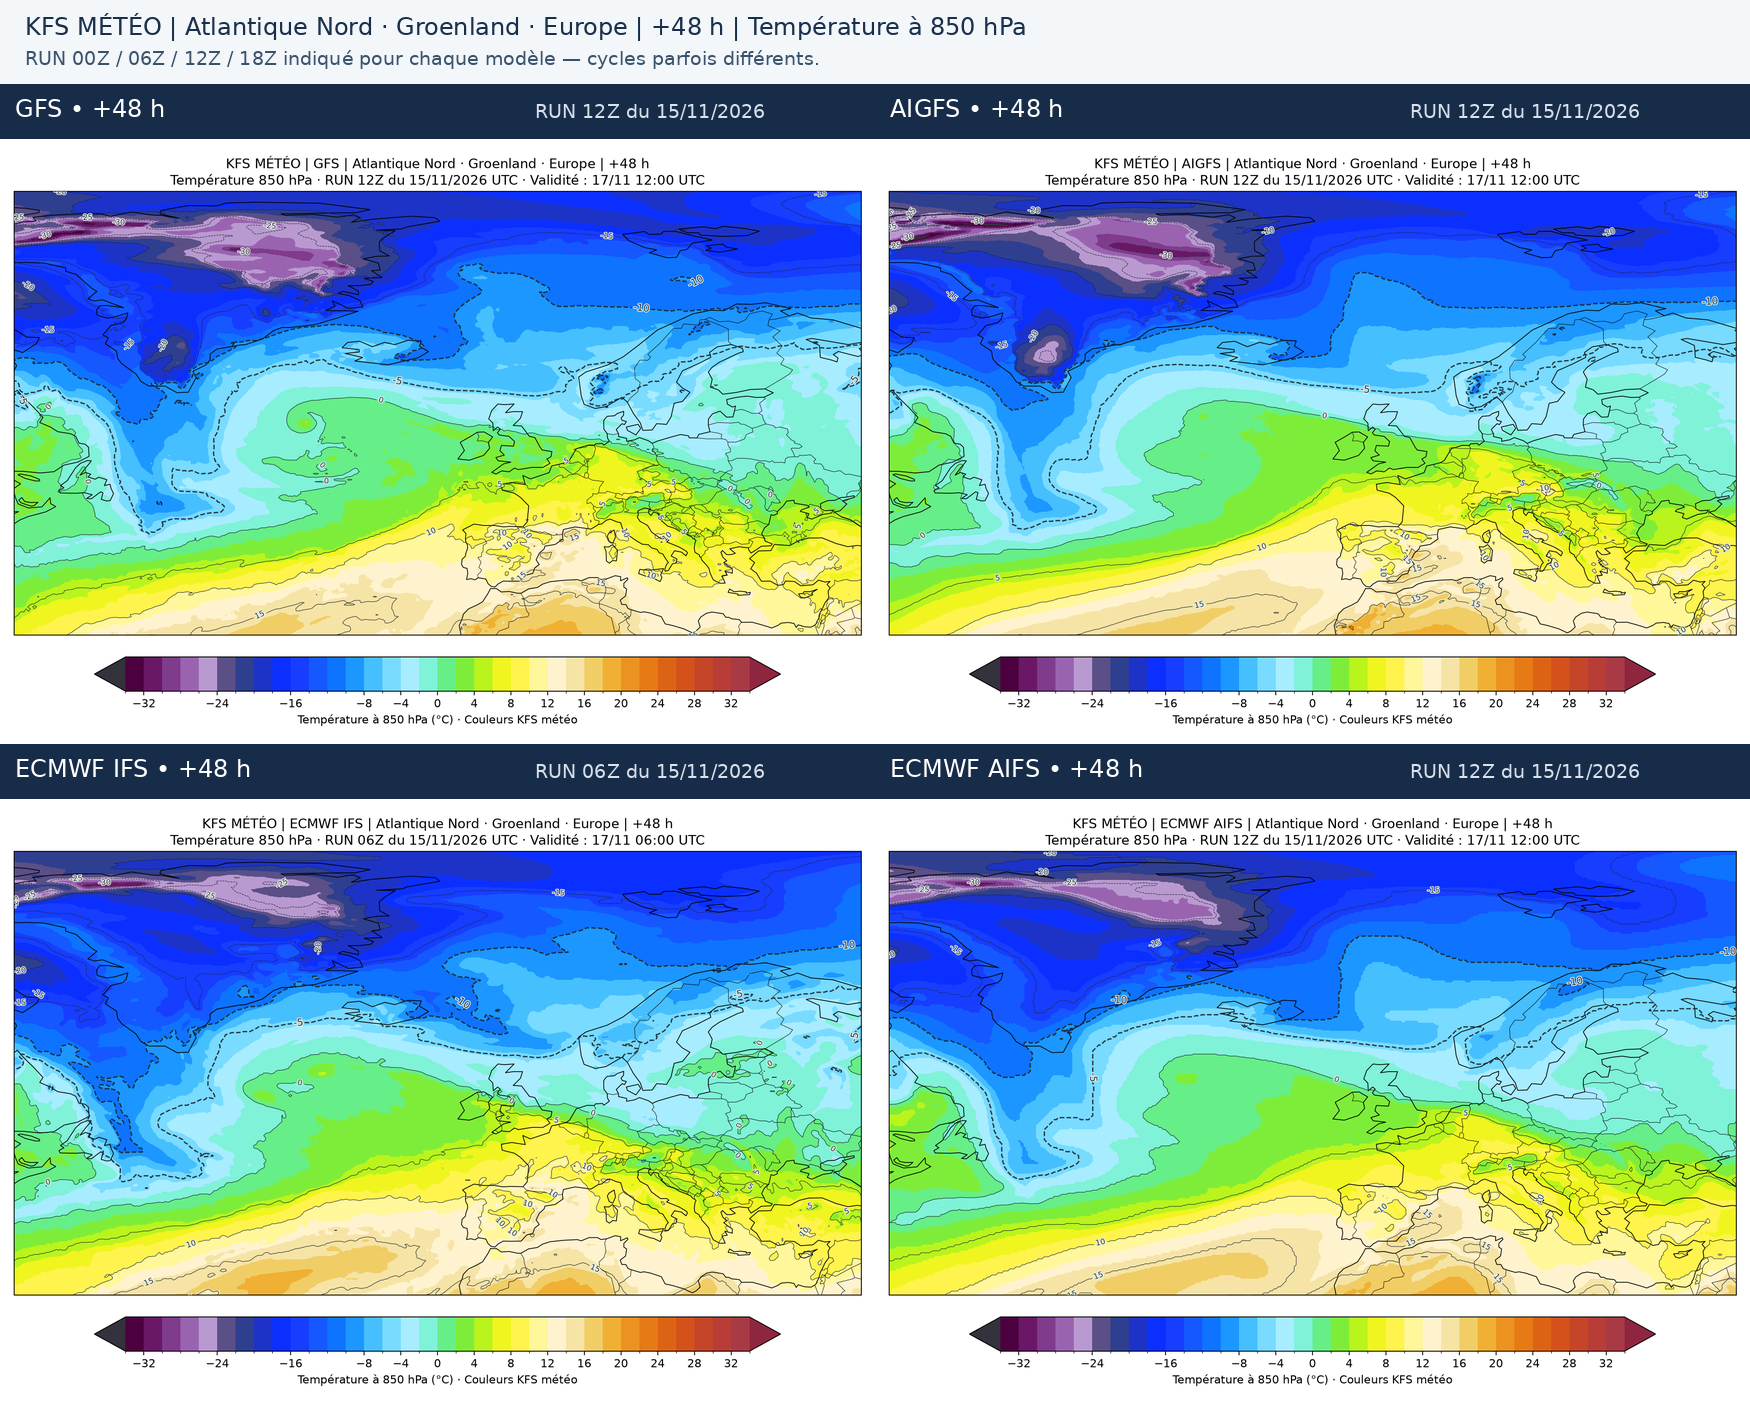 KFS MÉTÉO | Atlantique Nord · Groenland · Europe | +48 h | Température à 850 hPa
RUN 00Z / 06Z / 12Z / 18Z indiqué pour chaque modèle — cycles parfois différents.
GFS • +48 h
RUN 12Z du 15/11/2026
KFS MÉTÉO | GFS | Atlantique Nord · Groenland · Europe | +48 h
Température 850 hPa · RUN 12Z du 15/11/2026 UTC · Validité : 17/11 12:00 UTC
−32 −24 −16 −8 −4 0 4 8 12 16 20 24 28 32
Température à 850 hPa (°C) · Couleurs KFS météo
AIGFS • +48 h
RUN 12Z du 15/11/2026
KFS MÉTÉO | AIGFS | Atlantique Nord · Groenland · Europe | +48 h
Température 850 hPa · RUN 12Z du 15/11/2026 UTC · Validité : 17/11 12:00 UTC
−32 −24 −16 −8 −4 0 4 8 12 16 20 24 28 32
Température à 850 hPa (°C) · Couleurs KFS météo
ECMWF IFS • +48 h
RUN 06Z du 15/11/2026
KFS MÉTÉO | ECMWF IFS | Atlantique Nord · Groenland · Europe | +48 h
Température 850 hPa · RUN 06Z du 15/11/2026 UTC · Validité : 17/11 06:00 UTC
−32 −24 −16 −8 −4 0 4 8 12 16 20 24 28 32
Température à 850 hPa (°C) · Couleurs KFS météo
ECMWF AIFS • +48 h
RUN 12Z du 15/11/2026
KFS MÉTÉO | ECMWF AIFS | Atlantique Nord · Groenland · Europe | +48 h
Température 850 hPa · RUN 12Z du 15/11/2026 UTC · Validité : 17/11 12:00 UTC
−32 −24 −16 −8 −4 0 4 8 12 16 20 24 28 32
Température à 850 hPa (°C) · Couleurs KFS météo